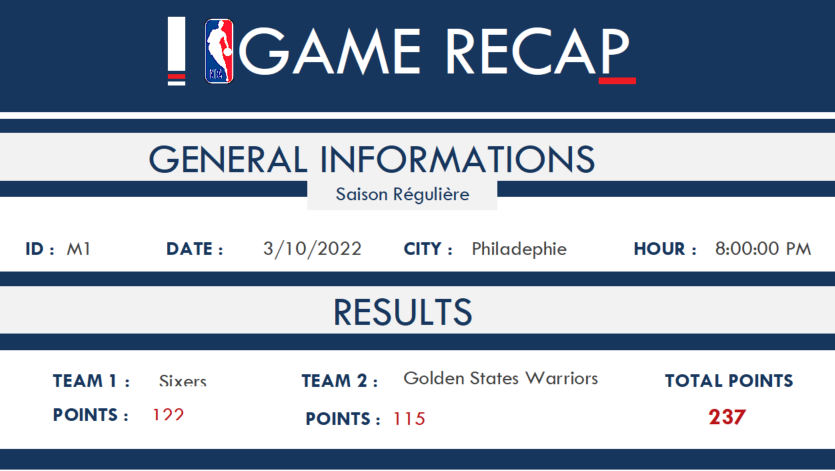 NBA
GAME RECAP
GENERAL INFORMATIONS
Saison Régulière
ID : M1 DATE : 3/10/2022 CITY : Philadephie HOUR : 8:00:00 PM
RESULTS
TEAM 1 : Sixers TEAM 2 : Golden States Warriors TOTAL POINTS
POINTS : 122 POINTS : 115 237